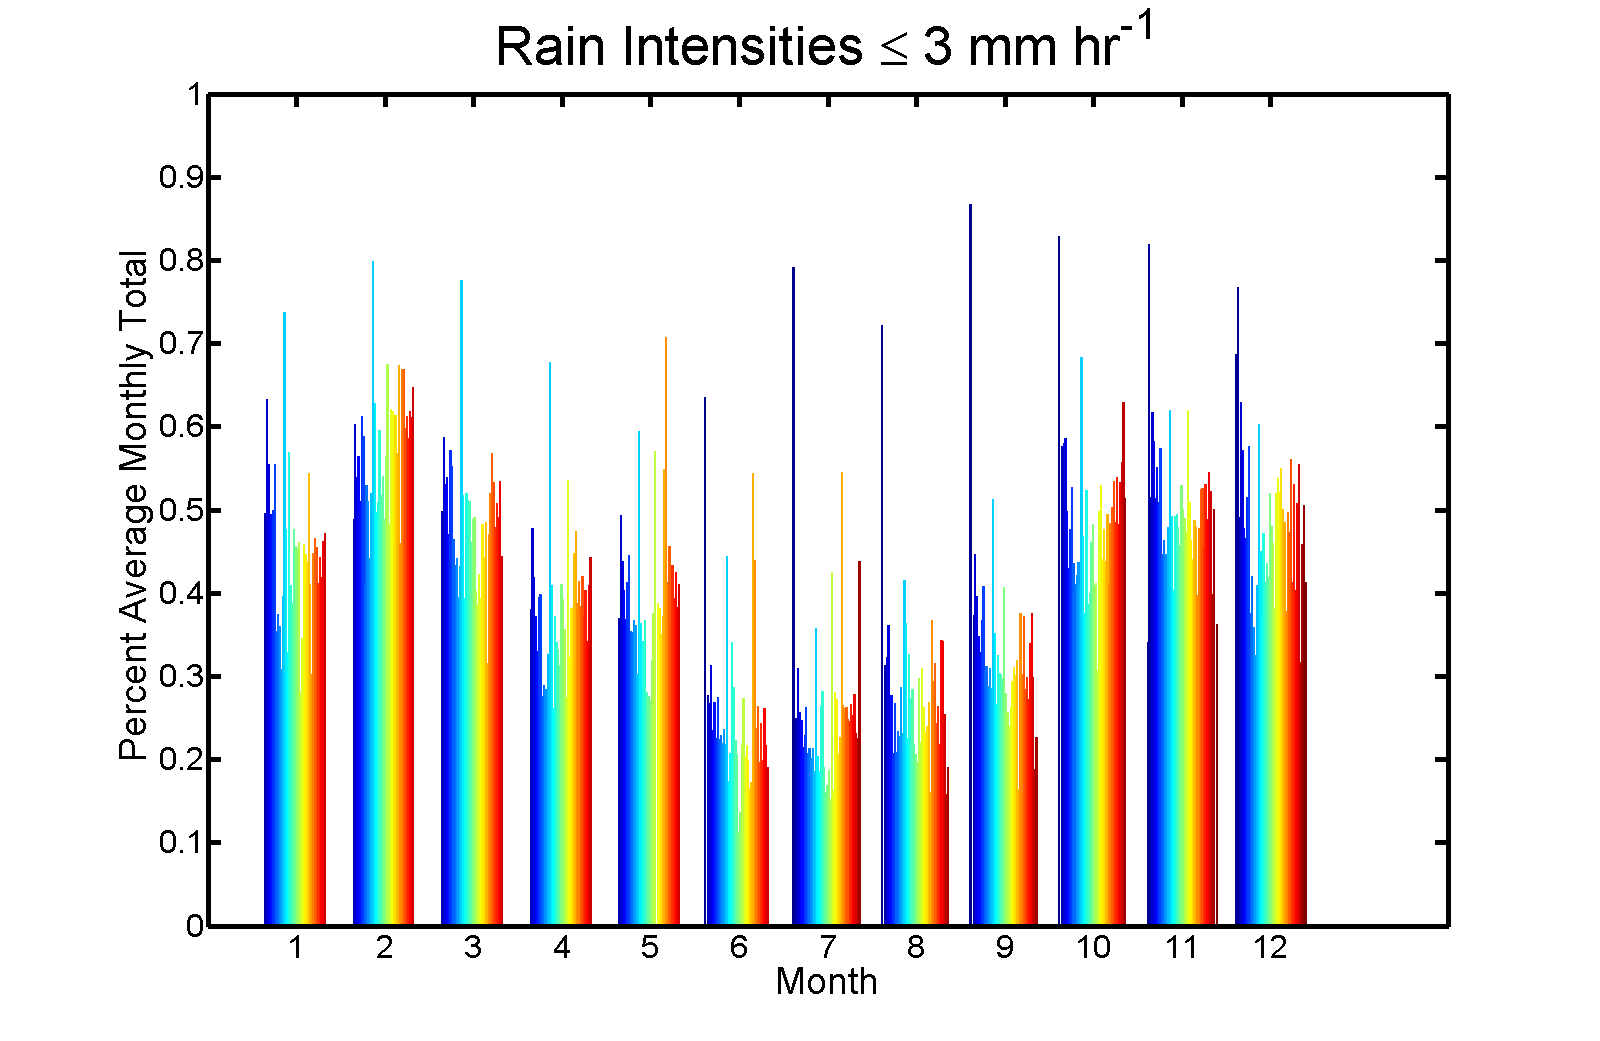 Rain Intensities ≤ 3 mm hr⁻¹
1
0.9
0.8
0.7
0.6
0.5
0.4
0.3
0.2
0.1
0
Percent Average Monthly Total
1 2 3 4 5 6 7 8 9 10 11 12
Month